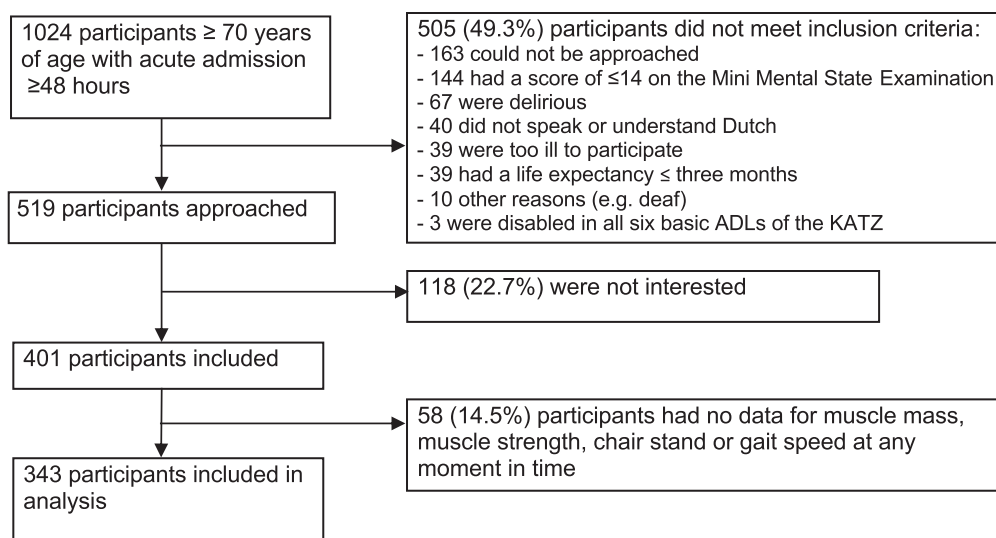 1024 participants ≥ 70 years
of age with acute admission
≥48 hours
505 (49.3%) participants did not meet inclusion criteria:
- 163 could not be approached
- 144 had a score of ≤14 on the Mini Mental State Examination
- 67 were delirious
- 40 did not speak or understand Dutch
- 39 were too ill to participate
- 39 had a life expectancy ≤ three months
- 10 other reasons (e.g. deaf)
- 3 were disabled in all six basic ADLs of the KATZ
519 participants approached
118 (22.7%) were not interested
401 participants included
58 (14.5%) participants had no data for muscle mass,
muscle strength, chair stand or gait speed at any
moment in time
343 participants included in
analysis